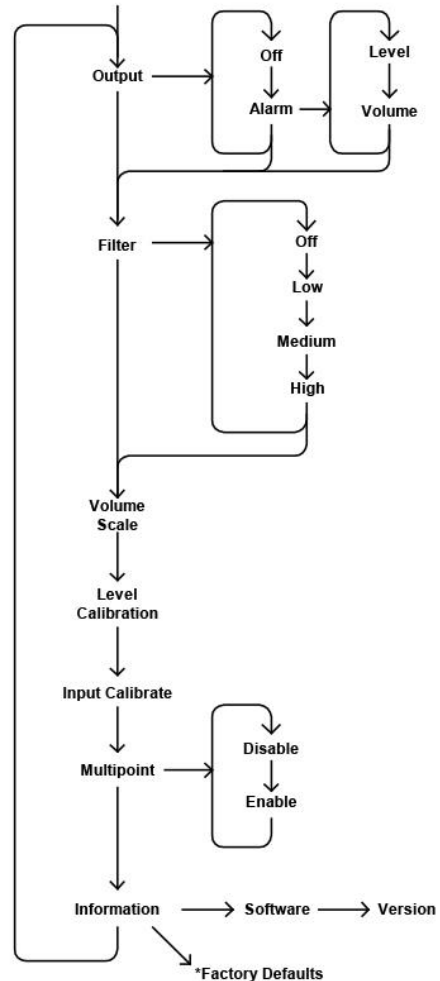 Output
Off
Alarm
Level
Volume
Filter
Off
Low
Medium
High
Volume
Scale
Level
Calibration
Input Calibrate
Multipoint
Disable
Enable
Information
Software
Version
*Factory Defaults